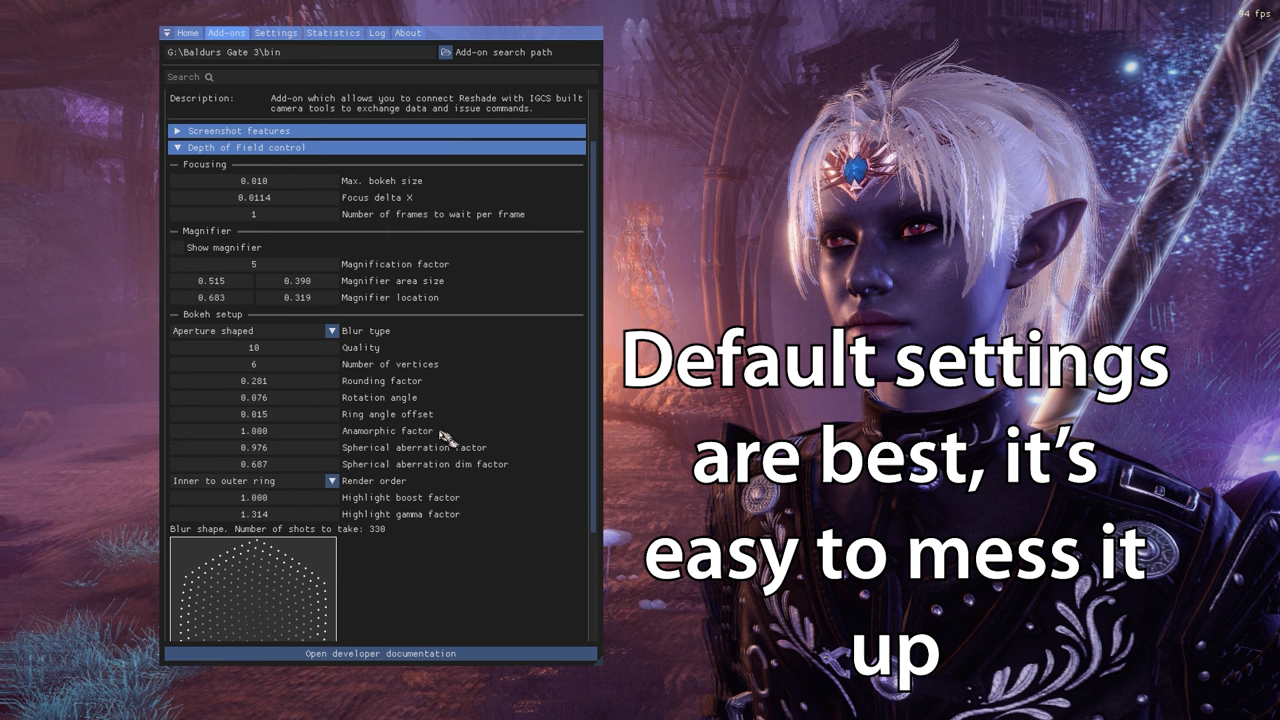 94 fps
Home Add-ons Settings Statistics Log About
G:\Baldurs Gate 3\bin Add-on search path
Search
Description: Add-on which allows you to connect Reshade with IGCS built
camera tools to exchange data and issue commands.
Screenshot features
Depth of Field control
Focusing
0.010 Max. bokeh size
0.0114 Focus delta X
1 Number of frames to wait per frame
Magnifier
Show magnifier
5 Magnification factor
0.515 0.390 Magnifier area size
0.683 0.319 Magnifier location
Bokeh setup
Aperture shaped Blur type
10 Quality
6 Number of vertices
0.281 Rounding factor
0.076 Rotation angle
0.015 Ring angle offset
1.000 Anamorphic factor
0.976 Spherical aberration factor
0.687 Spherical aberration dim factor
Inner to outer ring Render order
1.000 Highlight boost factor
1.314 Highlight gamma factor
Blur shape. Number of shots to take: 330
Open developer documentation
Default settings
are best, it’s
easy to mess it
up